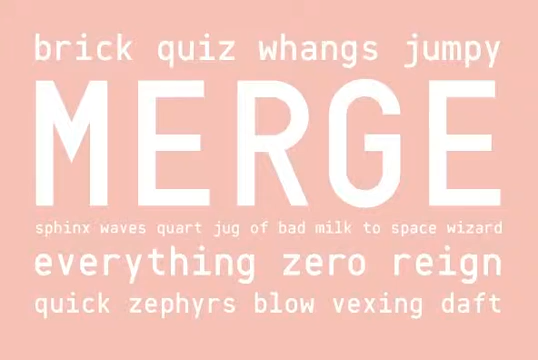 brick quiz whangs jumpy
MERGE
sphinx waves quart jug of bad milk to space wizard
everything zero reign
quick zephyrs blow vexing daft